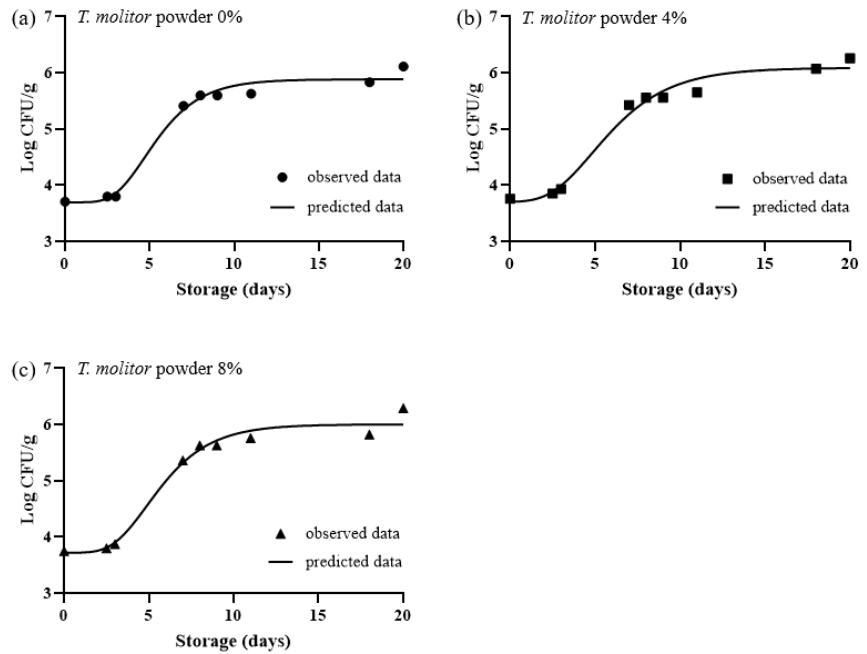 (a)
T. molitor powder 0%
7
6
5
4
3
Log CFU/g
observed data
predicted data
0
5
10
15
20
Storage (days)
(b)
T. molitor powder 4%
7
6
5
4
3
Log CFU/g
observed data
predicted data
0
5
10
15
20
Storage (days)
(c)
T. molitor powder 8%
7
6
5
4
3
Log CFU/g
observed data
predicted data
0
5
10
15
20
Storage (days)